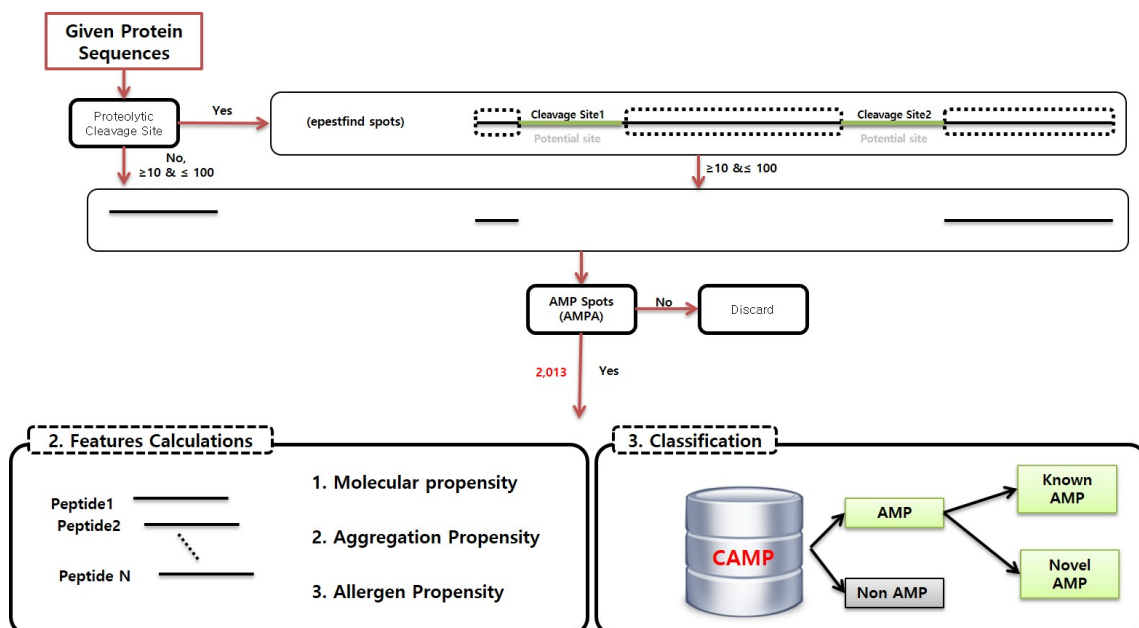 Given Protein
Sequences
Proteolytic
Cleavage Site
Yes
(epestfind spots)
Cleavage Site1
Cleavage Site2
Potential site
Potential site
No,
≥10 & ≤ 100
≥10 &≤ 100
AMP Spots
(AMPA)
No
Discard
2,013
Yes
2. Features Calculations
Peptide1
Peptide2
Peptide N
1. Molecular propensity
2. Aggregation Propensity
3. Allergen Propensity
3. Classification
CAMP
AMP
Non AMP
Known
AMP
Novel
AMP